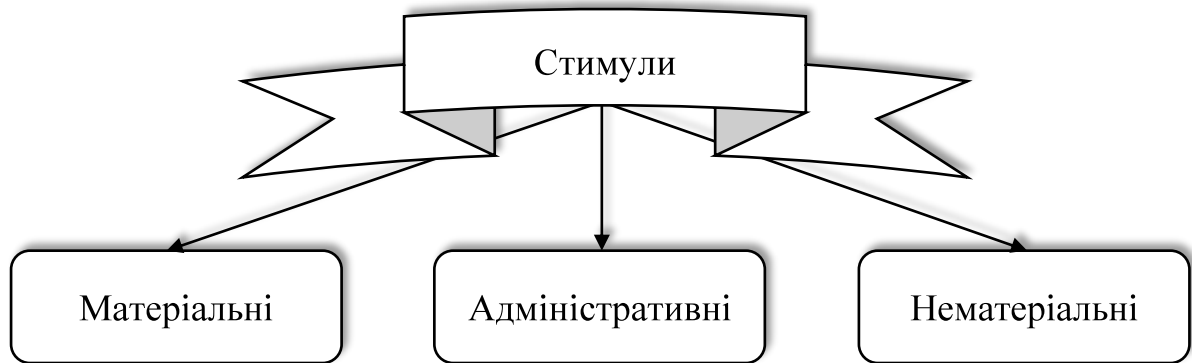 Стимули
Матеріальні
Адміністративні
Нематеріальні